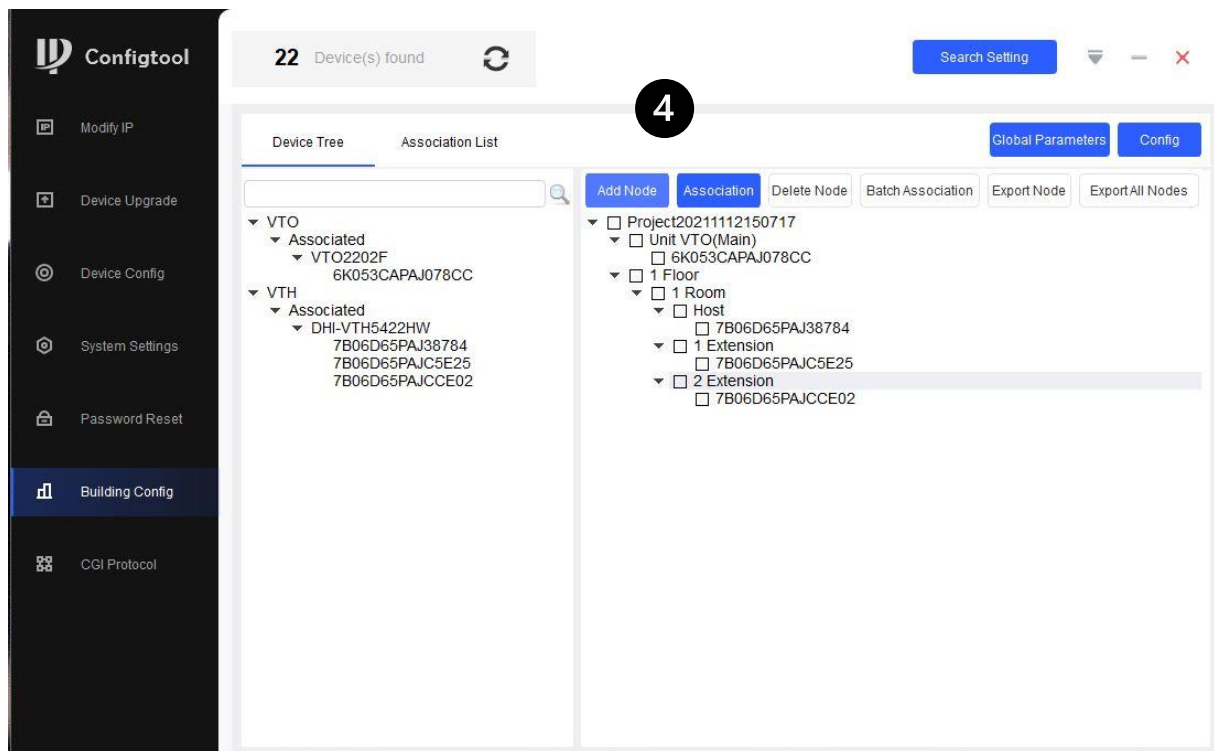 Configtool
22 Device(s) found
Search Setting
4
Modify IP
Device Upgrade
Device Config
System Settings
Password Reset
Building Config
CGI Protocol
Device Tree Association List
Global Parameters Config
VTO
Associated
VTO2202F
6K053CAPAJ078CC
VTH
Associated
DHI-VTH5422HW
7B06D65PAJ38784
7B06D65PAJC5E25
7B06D65PAJCCE02
Add Node Association Delete Node Batch Association Export Node Export All Nodes
Project20211112150717
Unit VTO(Main)
6K053CAPAJ078CC
1 Floor
1 Room
Host
7B06D65PAJ38784
1 Extension
7B06D65PAJC5E25
2 Extension
7B06D65PAJCCE02